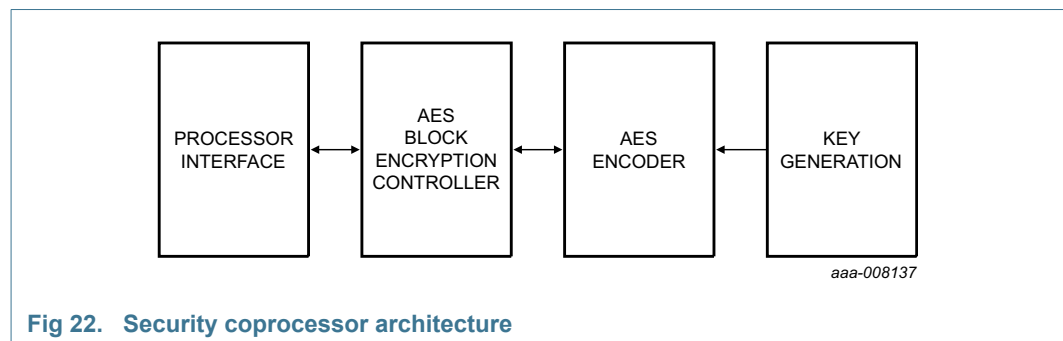 PROCESSOR
INTERFACE
AES
BLOCK
ENCRYPTION
CONTROLLER
AES
ENCODER
KEY
GENERATION
aaa-008137
Fig 22. Security coprocessor architecture